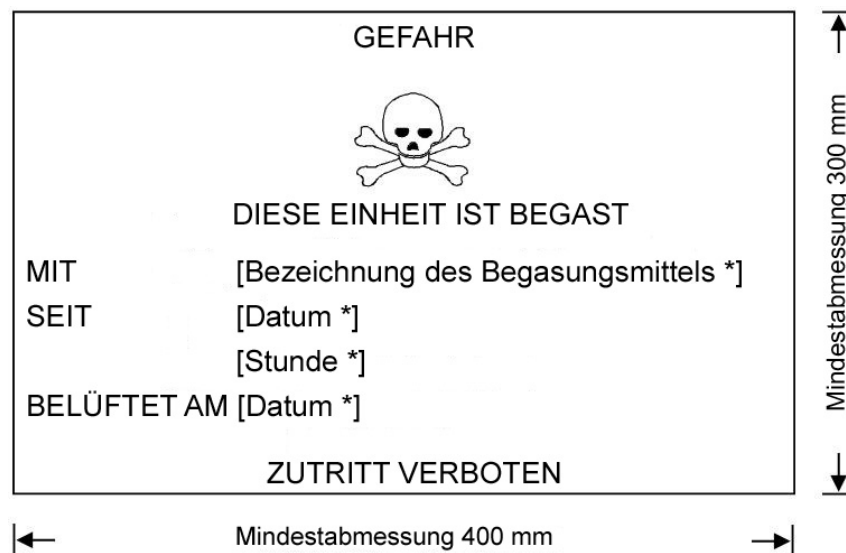 GEFAHR
DIESE EINHEIT IST BEGAST
MIT [Bezeichnung des Begasungsmittels *]
SEIT [Datum *]
[Stunde *]
BELÜFTET AM [Datum *]
ZUTRITT VERBOTEN
Mindestabmessung 300 mm
Mindestabmessung 400 mm